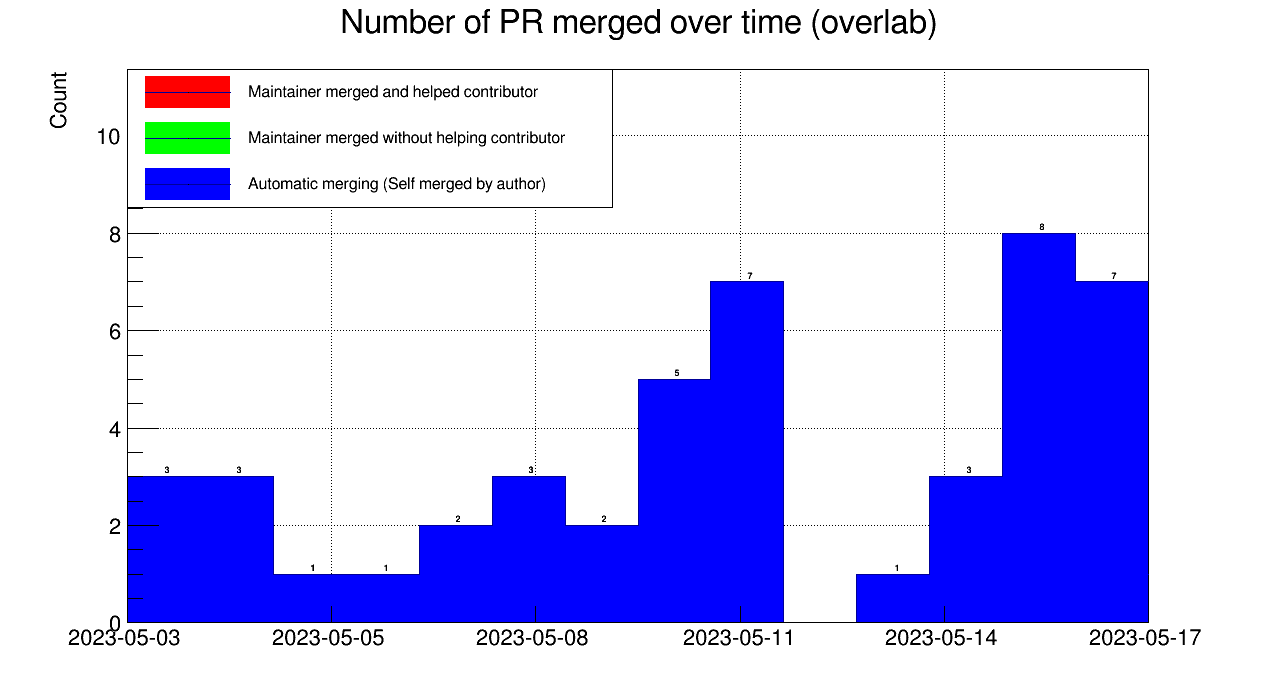 Number of PR merged over time (overlab)
Count
Maintainer merged and helped contributor
Maintainer merged without helping contributor
Automatic merging (Self merged by author)
10
8
6
4
2
0
3 3 1 1 2 3 2 5 7 1 3 8 7
2023-05-03 2023-05-05 2023-05-08 2023-05-11 2023-05-14 2023-05-17